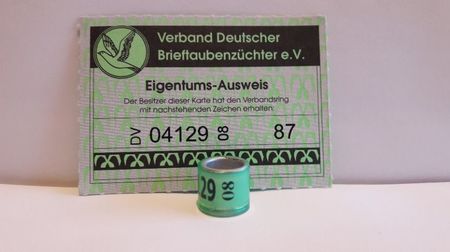 Verband Deutscher
Brieftaubenzüchter e.V.
Eigentums-Ausweis
Der Besitzer dieser Karte hat den Verbandsring
mit nachstehenden Zeichen erhalten:
DV 04129 08 87
29 08